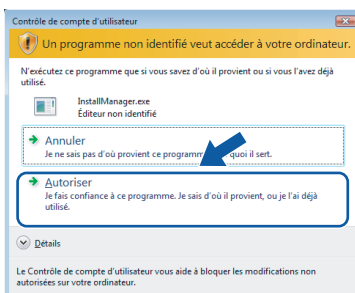 Contrôle de compte d'utilisateur
Un programme non identifié veut accéder à votre ordinateur.
N'exécutez ce programme que si vous savez d'où il provient ou si vous l'avez déjà
utilisé.
InstallManager.exe
Éditeur non identifié
Annuler
Je ne sais pas d'où provient ce quoi il sert.
Autoriser
Je fais confiance à ce programme. Je sais d'où il provient, ou je l'ai déjà
utilisé.
Détails
Le Contrôle de compte d'utilisateur vous aide à bloquer les modifications non
autorisées sur votre ordinateur.